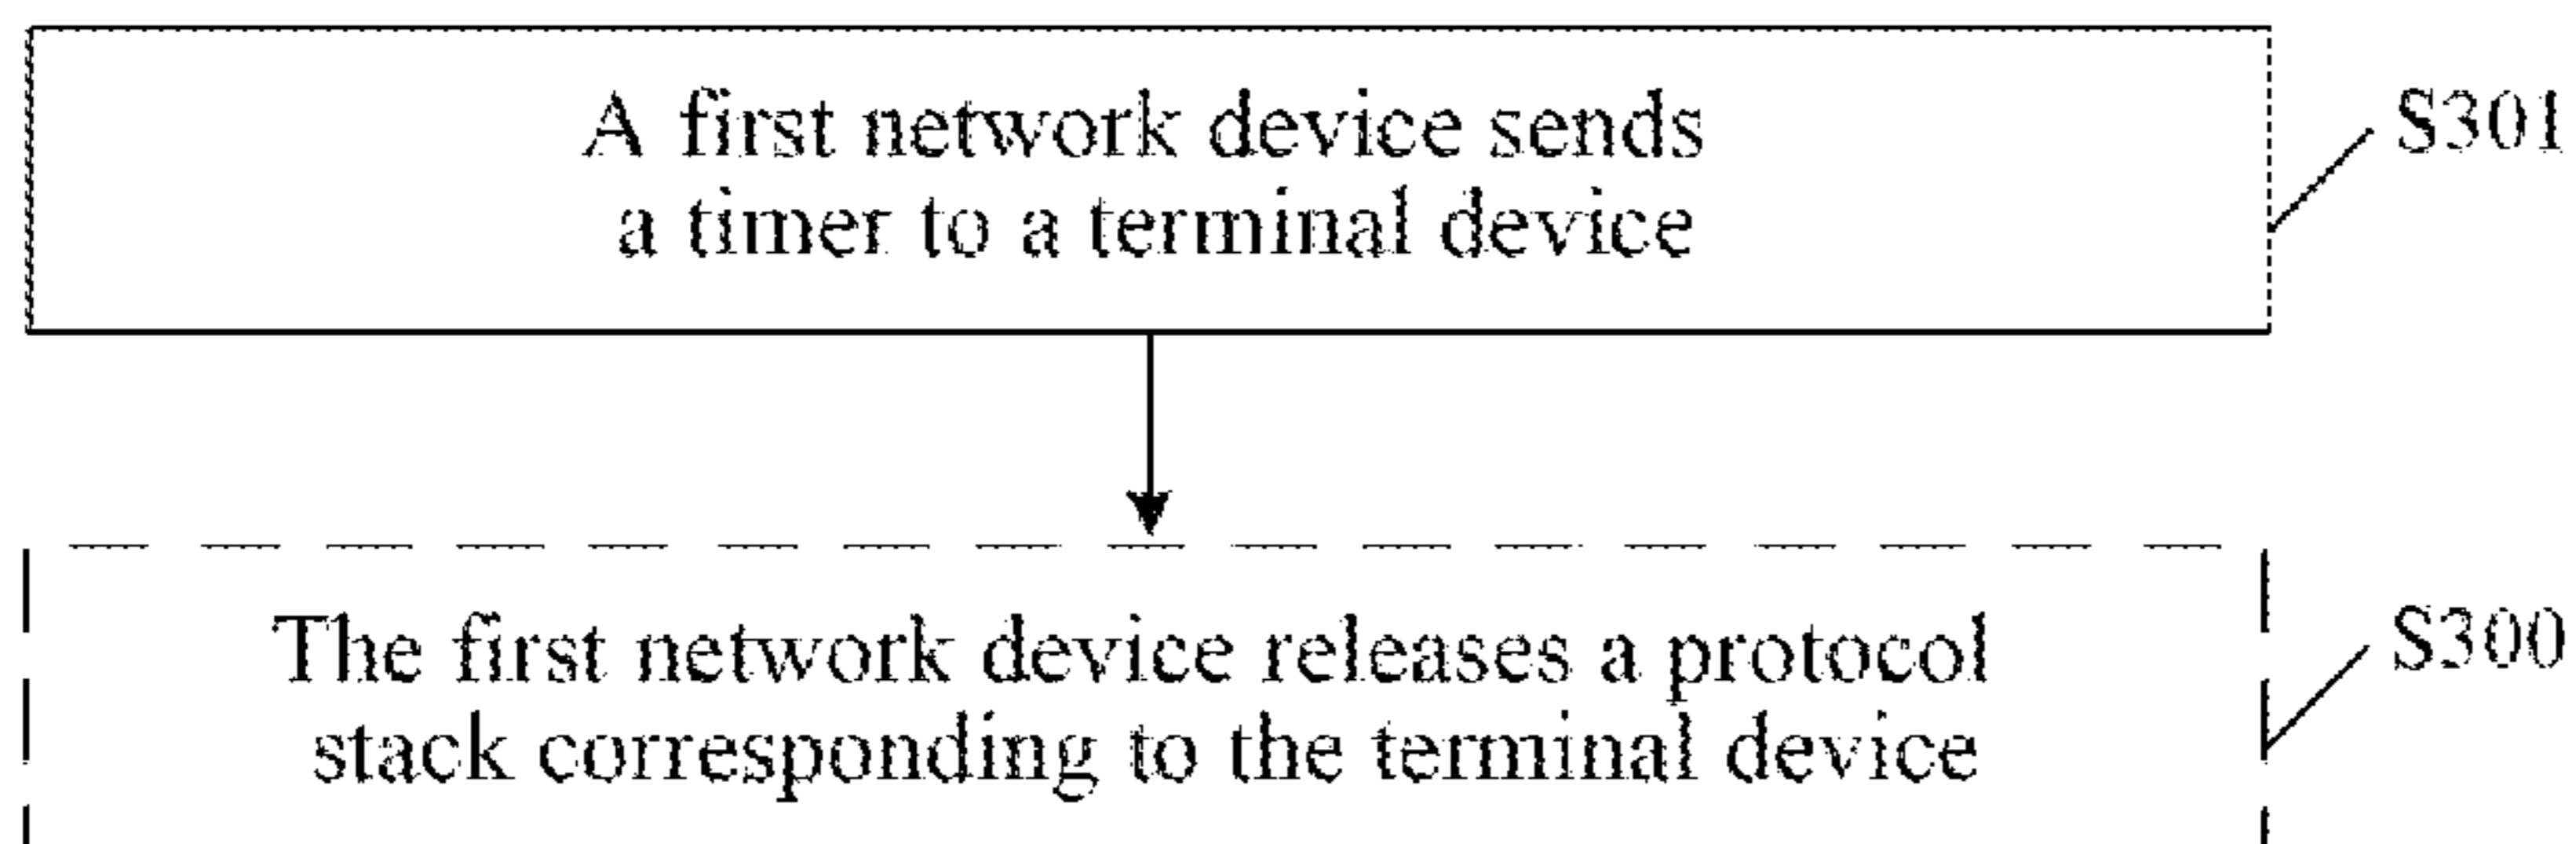 A first network device sends
a timer to a terminal device
S301
The first network device releases a protocol
stack corresponding to the terminal device
S300